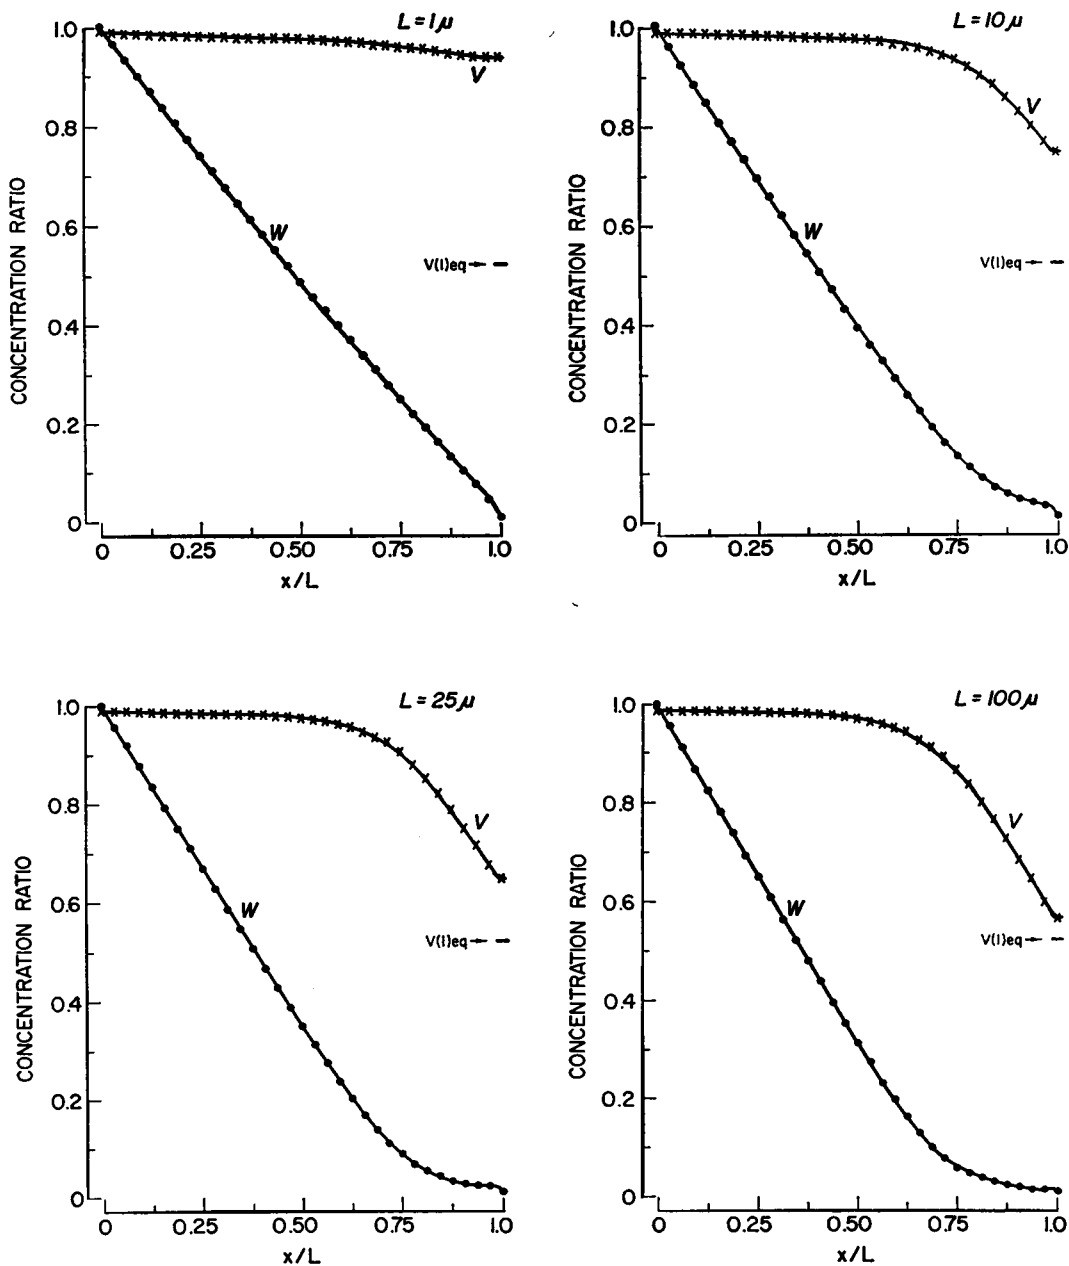 L = 1μ
CONCENTRATION RATIO
1.0
0.8
0.6
0.4
0.2
0
V
W
V(1)eq→
0
0.25
0.50
0.75
1.0
x/L
L = 10μ
CONCENTRATION RATIO
1.0
0.8
0.6
0.4
0.2
0
V
W
V(1)eq→
0
0.25
0.50
0.75
1.0
x/L
L = 25μ
CONCENTRATION RATIO
1.0
0.8
0.6
0.4
0.2
0
V
W
V(1)eq→
0
0.25
0.50
0.75
1.0
x/L
L = 100μ
CONCENTRATION RATIO
1.0
0.8
0.6
0.4
0.2
0
V
W
V(1)eq→
0
0.25
0.50
0.75
1.0
x/L